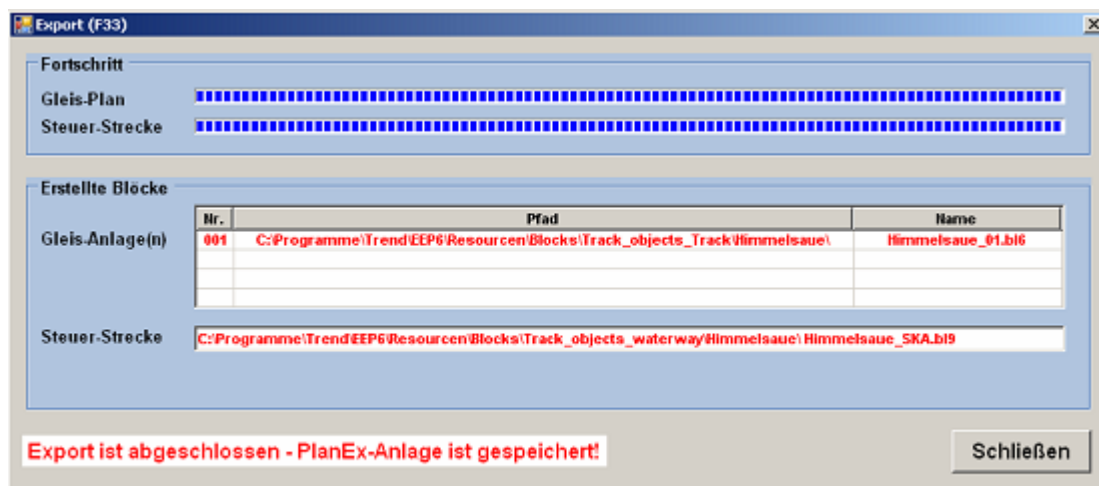 Export (F33)
Fortschritt
Gleis-Plan
Steuer-Strecke
Erstellte Blöcke
Nr. Pfad Name
Gleis-Anlage(n) 001 C:\Programme\Trend\EEP6\Resourcen\Blocks\Track_objects_Track\Himmelsaue\ Himmelsaue_01.bl6
Steuer-Strecke C:\Programme\Trend\EEP6\Resourcen\Blocks\Track_objects_waterway\Himmelsaue\ Himmelsaue_SKA.bl9
Export ist abgeschlossen - PlanEx-Anlage ist gespeichert! Schließen